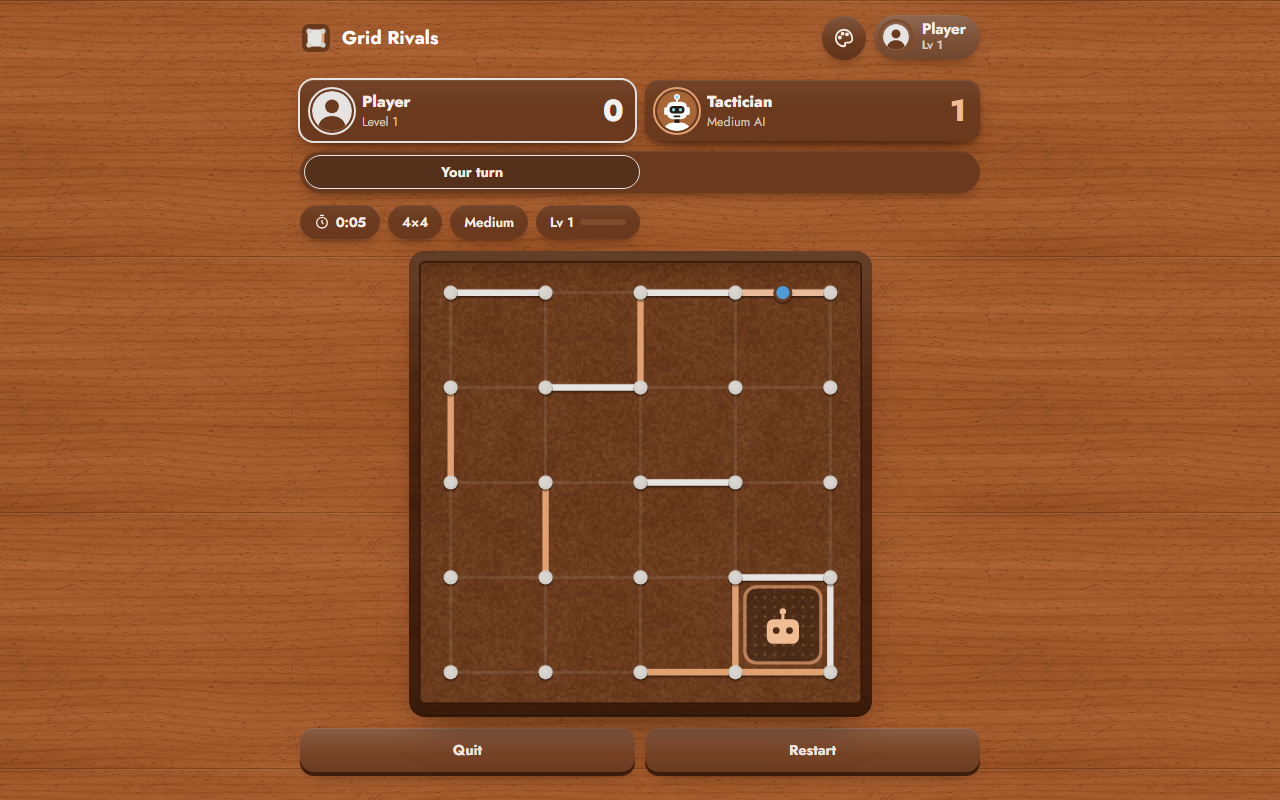 Grid Rivals
Player
Lv 1
Player
Level 1
0
Tactician
Medium AI
1
Your turn
0:05
4×4
Medium
Lv 1
Quit
Restart